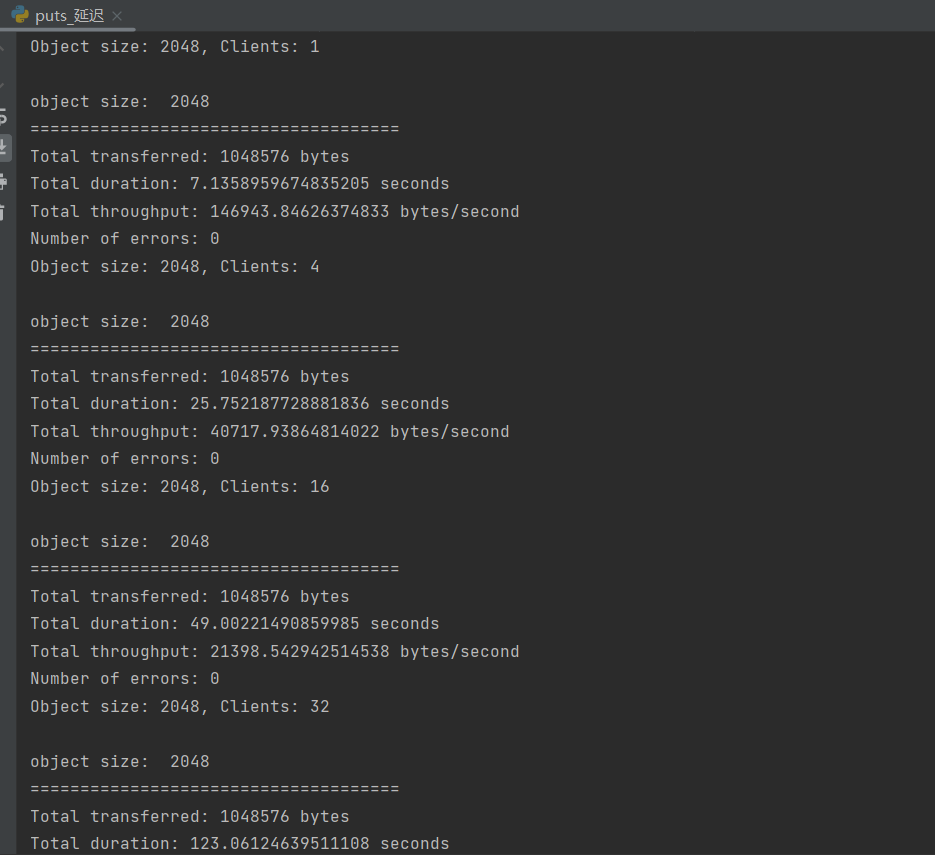 puts_延迟
Object size: 2048, Clients: 1
object size:  2048
=====================================
Total transferred: 1048576 bytes
Total duration: 7.1358959674835205 seconds
Total throughput: 146943.84626374833 bytes/second
Number of errors: 0
Object size: 2048, Clients: 4
object size:  2048
=====================================
Total transferred: 1048576 bytes
Total duration: 25.752187728881836 seconds
Total throughput: 40717.93864814022 bytes/second
Number of errors: 0
Object size: 2048, Clients: 16
object size:  2048
=====================================
Total transferred: 1048576 bytes
Total duration: 49.00221490859985 seconds
Total throughput: 21398.542942514538 bytes/second
Number of errors: 0
Object size: 2048, Clients: 32
object size:  2048
=====================================
Total transferred: 1048576 bytes
Total duration: 123.06124639511108 seconds